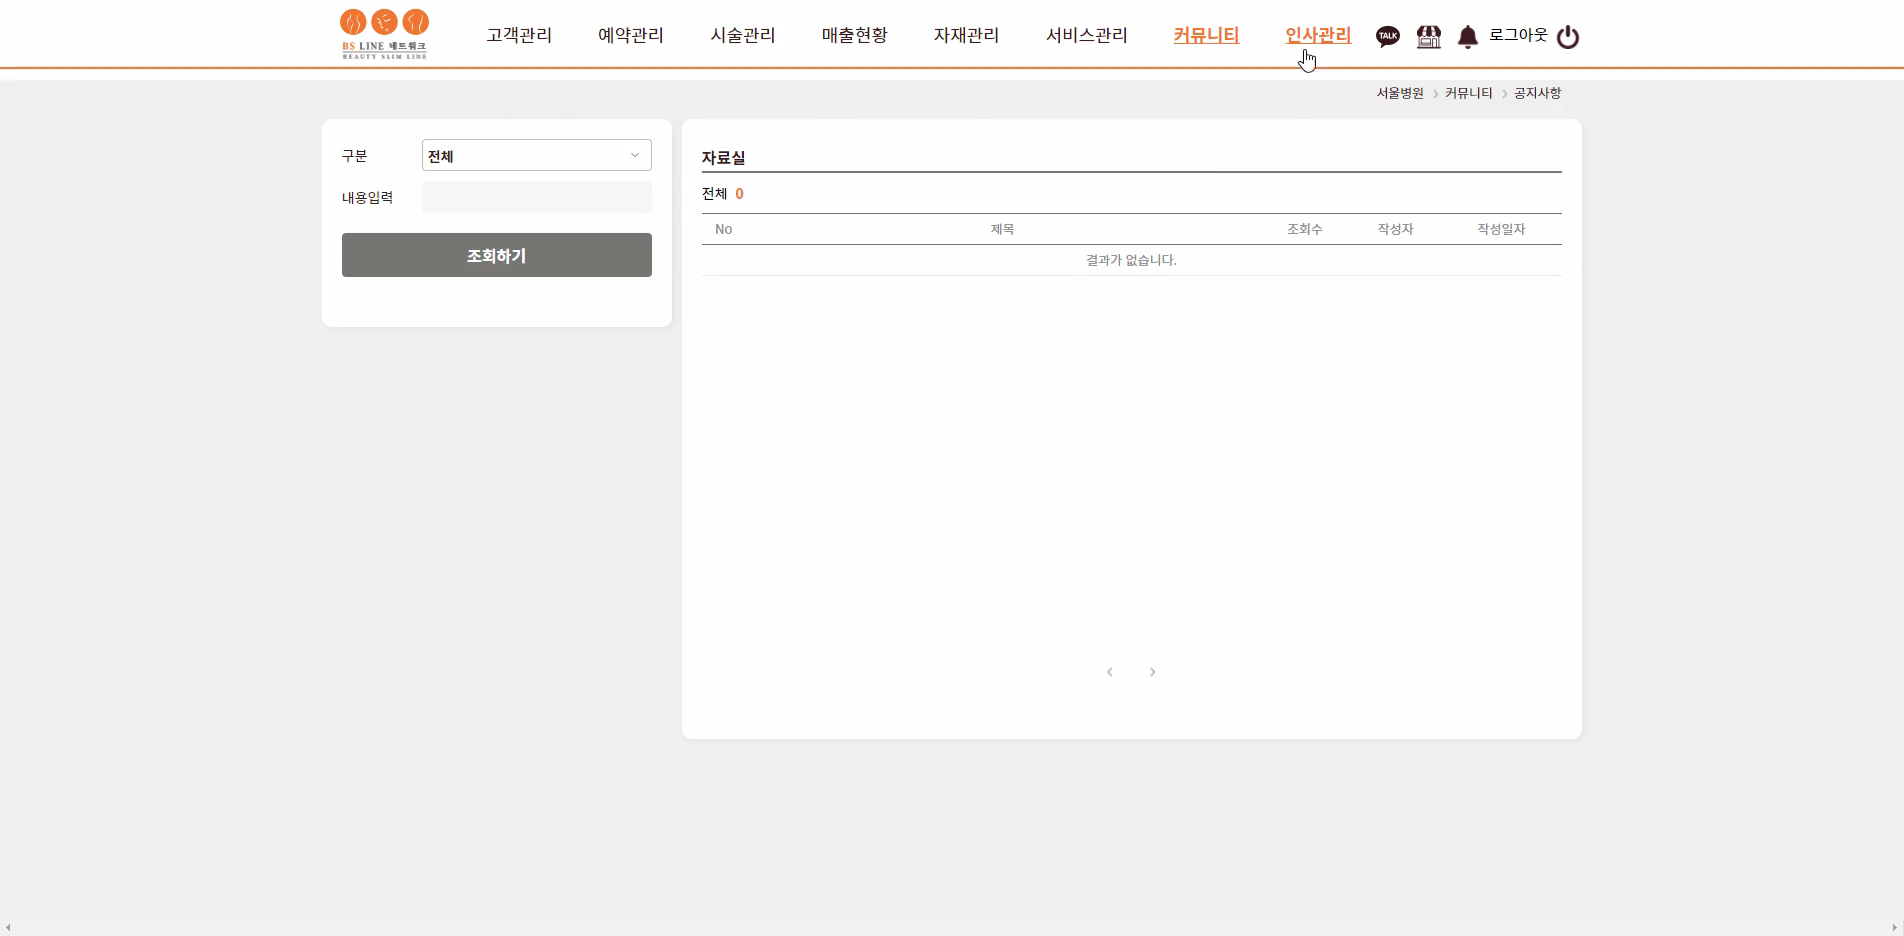 BS LINE 네트워크
BEAUTY SLIM LINE
고객관리 예약관리 시술관리 매출현황 자재관리 서비스관리 커뮤니티 인사관리 TALK 로그아웃
서울병원 > 커뮤니티 > 공지사항
구분 전체
내용입력
조회하기
자료실
전체 0
No 제목 조회수 작성자 작성일자
결과가 없습니다.